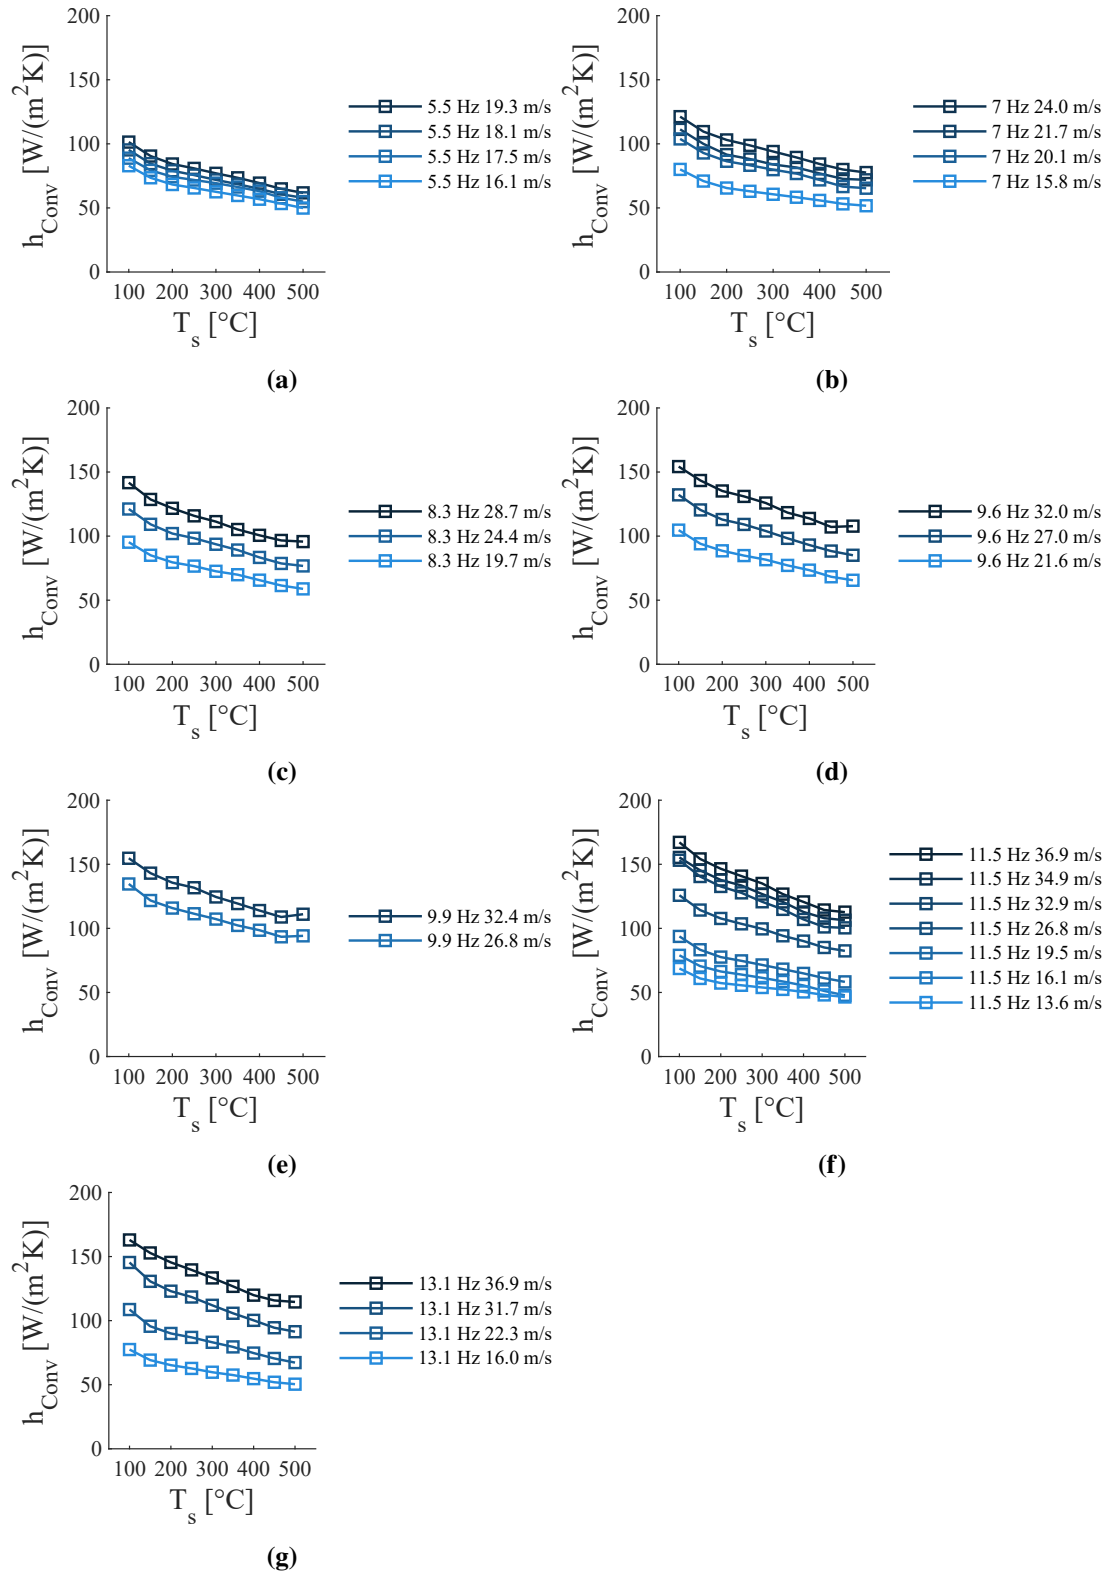 200
150
100
50
0
h_Conv [W/(m²K)]
100 200 300 400 500
T_s [°C]
5.5 Hz 19.3 m/s
5.5 Hz 18.1 m/s
5.5 Hz 17.5 m/s
5.5 Hz 16.1 m/s
(a)
200
150
100
50
0
h_Conv [W/(m²K)]
100 200 300 400 500
T_s [°C]
7 Hz 24.0 m/s
7 Hz 21.7 m/s
7 Hz 20.1 m/s
7 Hz 15.8 m/s
(b)
200
150
100
50
0
h_Conv [W/(m²K)]
100 200 300 400 500
T_s [°C]
8.3 Hz 28.7 m/s
8.3 Hz 24.4 m/s
8.3 Hz 19.7 m/s
(c)
200
150
100
50
0
h_Conv [W/(m²K)]
100 200 300 400 500
T_s [°C]
9.6 Hz 32.0 m/s
9.6 Hz 27.0 m/s
9.6 Hz 21.6 m/s
(d)
200
150
100
50
0
h_Conv [W/(m²K)]
100 200 300 400 500
T_s [°C]
9.9 Hz 32.4 m/s
9.9 Hz 26.8 m/s
(e)
200
150
100
50
0
h_Conv [W/(m²K)]
100 200 300 400 500
T_s [°C]
11.5 Hz 36.9 m/s
11.5 Hz 34.9 m/s
11.5 Hz 32.9 m/s
11.5 Hz 26.8 m/s
11.5 Hz 19.5 m/s
11.5 Hz 16.1 m/s
11.5 Hz 13.6 m/s
(f)
200
150
100
50
0
h_Conv [W/(m²K)]
100 200 300 400 500
T_s [°C]
13.1 Hz 36.9 m/s
13.1 Hz 31.7 m/s
13.1 Hz 22.3 m/s
13.1 Hz 16.0 m/s
(g)